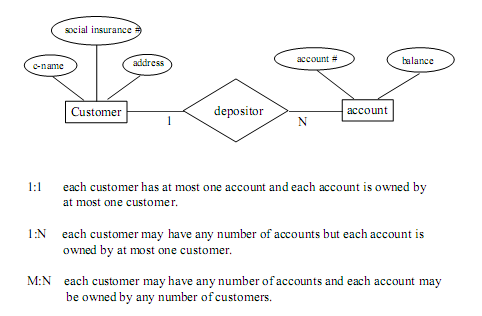 social insurance #
c-name
address
account #
balance
Customer
depositor
account
1
N
1:1 each customer has at most one account and each account is owned by
at most one customer.
1:N each customer may have any number of accounts but each account is
owned by at most one customer.
M:N each customer may have any number of accounts and each account may
be owned by any number of customers.